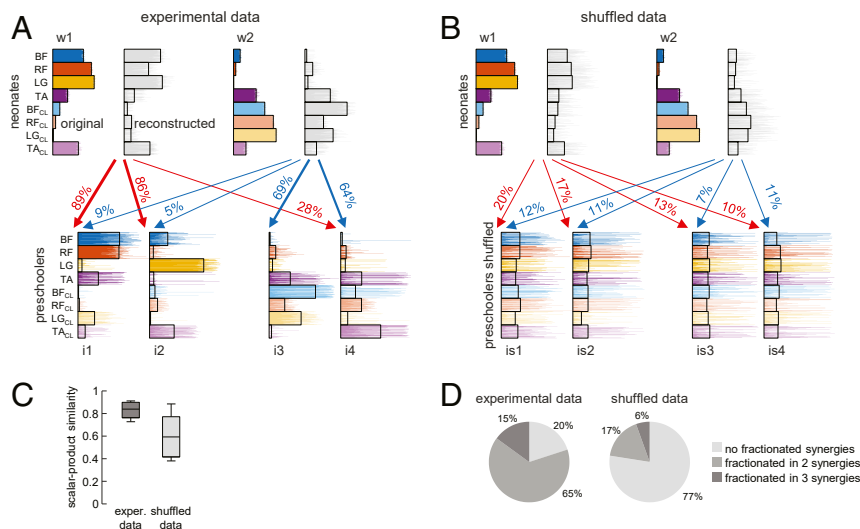 A
experimental data
w1
w2
neonates
BF
RF
LG
TA
BFCL
RFCL
LGCL
TACL
original
reconstructed
89%
9%
86%
5%
69%
28%
64%
preschoolers
BF
RF
LG
TA
BFCL
RFCL
LGCL
TACL
i1
i2
i3
i4
B
shuffled data
w1
w2
neonates
20%
12%
17%
11%
13%
7%
10%
11%
preschoolers shuffled
is1
is2
is3
is4
C
scalar-product similarity
1
0.8
0.6
0.4
0.2
0
exper. data
shuffled data
D
experimental data
15%
20%
65%
shuffled data
6%
17%
77%
no fractionated synergies
fractionated in 2 synergies
fractionated in 3 synergies